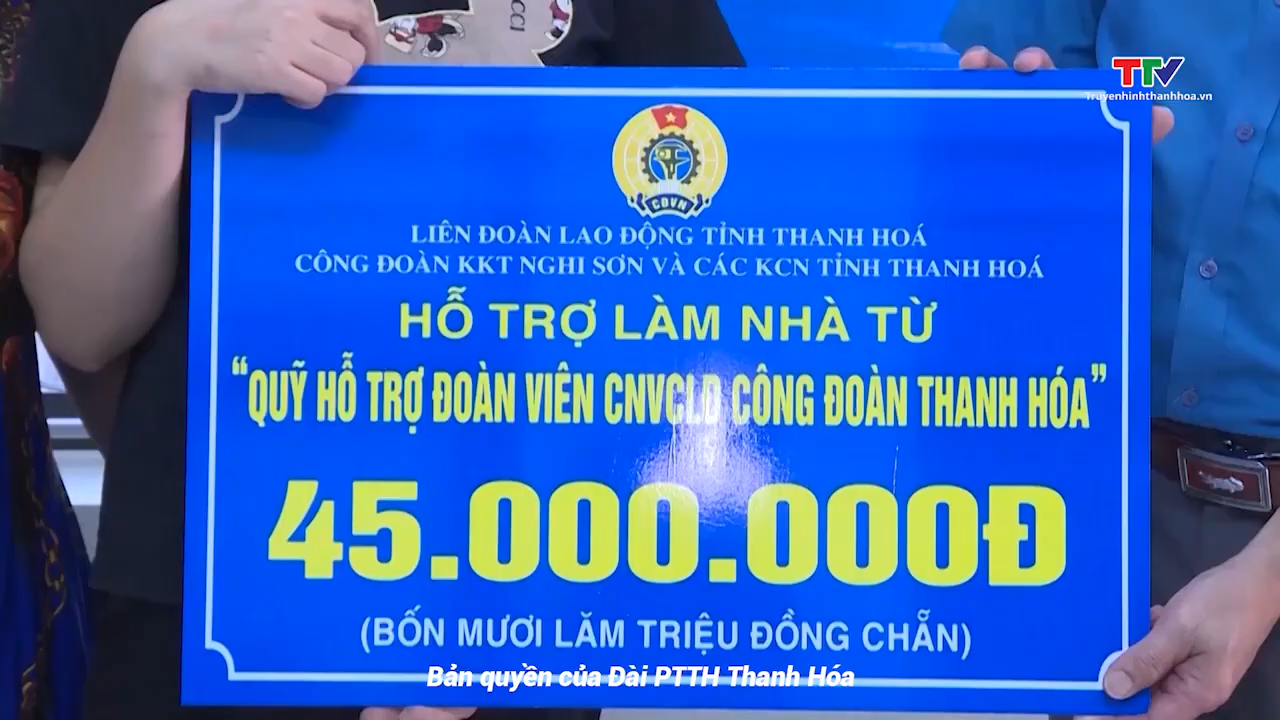 CCI
TTV
Truyenhinhthanhhoa.vn
CĐVN
LIÊN ĐOÀN LAO ĐỘNG TỈNH THANH HOÁ
CÔNG ĐOÀN KKT NGHI SƠN VÀ CÁC KCN TỈNH THANH HOÁ
HỖ TRỢ LÀM NHÀ TỪ
“QUỸ HỖ TRỢ ĐOÀN VIÊN CNVCLĐ CÔNG ĐOÀN THANH HÓA”
45.000.000Đ
(BỐN MƯƠI LĂM TRIỆU ĐỒNG CHẴN)
Bản quyền của Đài PTTH Thanh Hóa